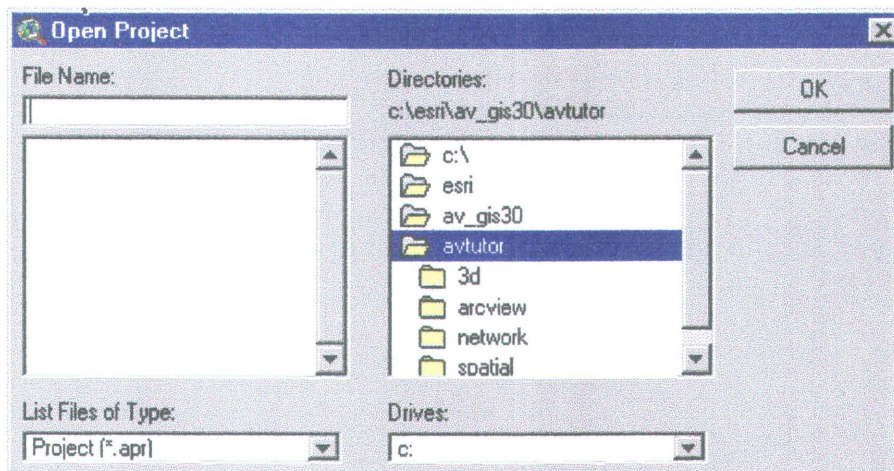 Open Project
File Name:
Directories:
c:\esri\av_gis30\avtutor
OK
Cancel
c:\
esri
av_gis30
avtutor
3d
arcview
network
spatial
List Files of Type:
Project (*.apr)
Drives:
c: